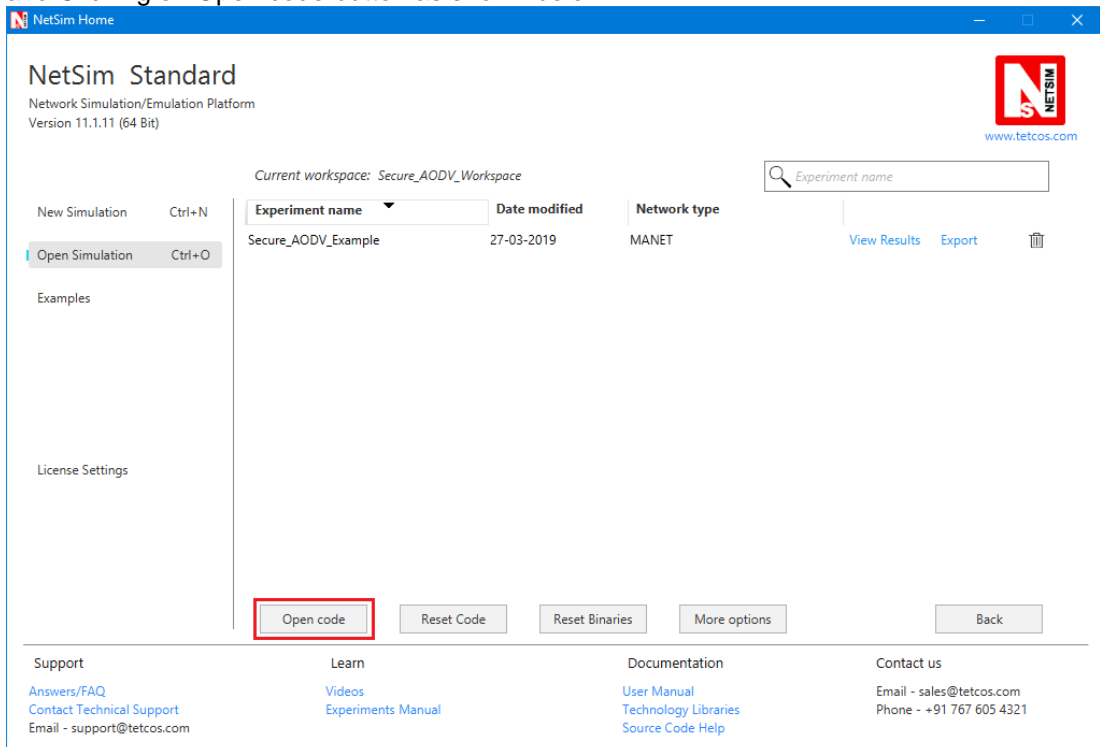 NetSim Home
NetSim Standard
Network Simulation/Emulation Platform
Version 11.1.11 (64 Bit)
NETSIM
www.tetcos.com
Current workspace: Secure_AODV_Workspace
Experiment name
New Simulation Ctrl+N
Experiment name Date modified Network type
Secure_AODV_Example 27-03-2019 MANET View Results Export
Open Simulation Ctrl+O
Examples
License Settings
Open code Reset Code Reset Binaries More options Back
Support Learn Documentation Contact us
Answers/FAQ Videos User Manual Email - sales@tetcos.com
Contact Technical Support Experiments Manual Technology Libraries Phone - +91 767 605 4321
Email - support@tetcos.com Source Code Help